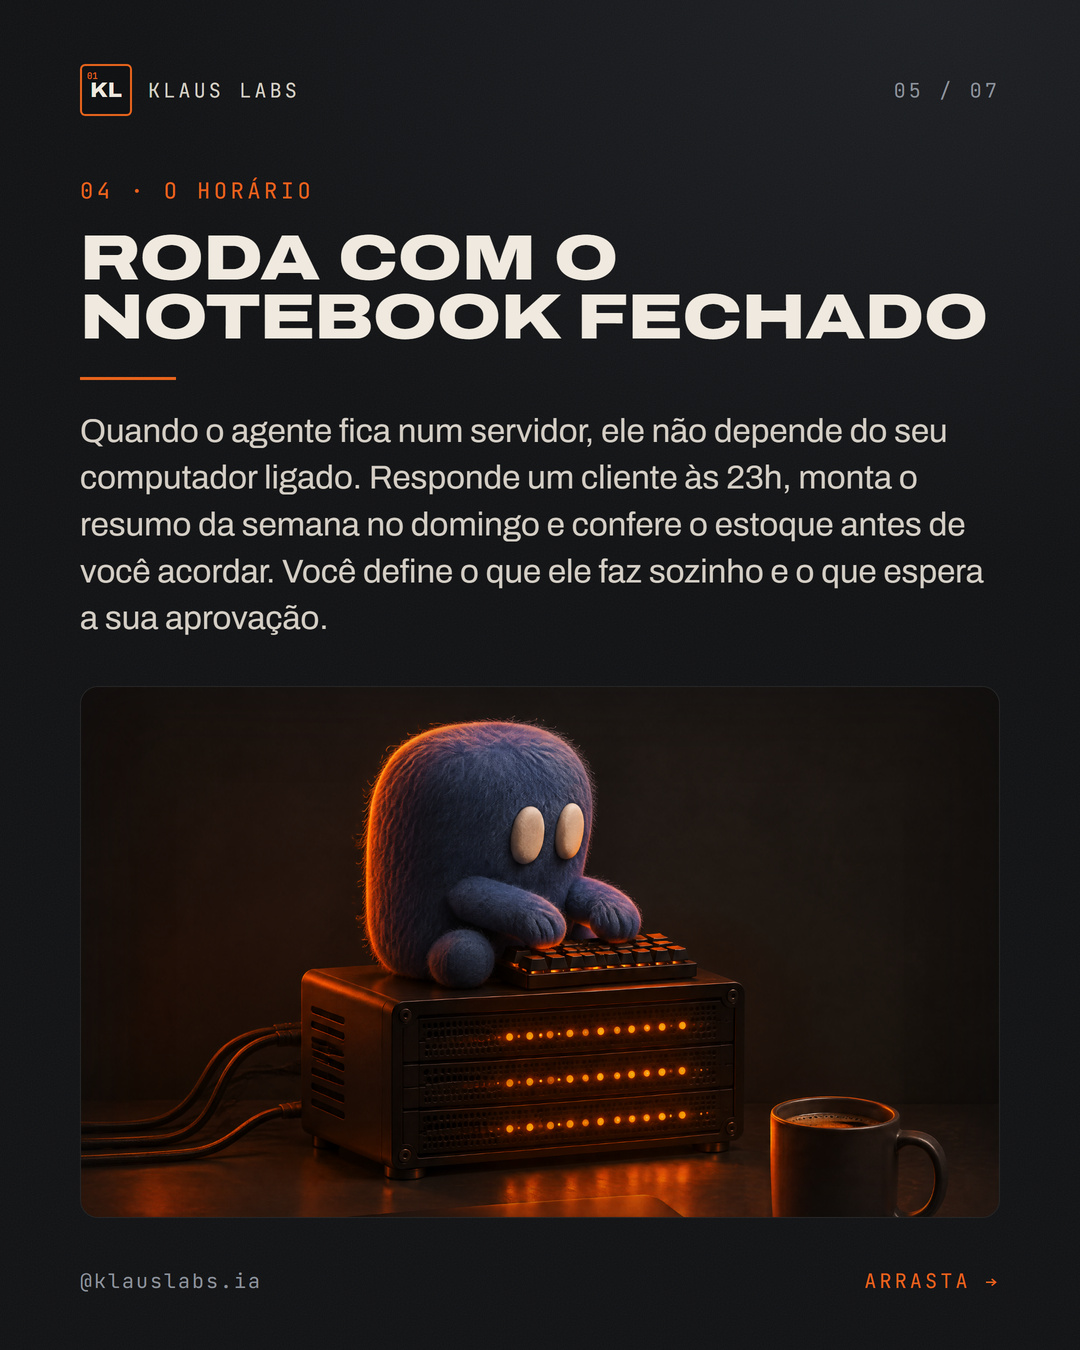 01
KL
KLAUS LABS
05 / 07
04 · O HORÁRIO
RODA COM O
NOTEBOOK FECHADO
Quando o agente fica num servidor, ele não depende do seu
computador ligado. Responde um cliente às 23h, monta o
resumo da semana no domingo e confere o estoque antes de
você acordar. Você define o que ele faz sozinho e o que espera
a sua aprovação.
@klauslabs.ia
ARRASTA →